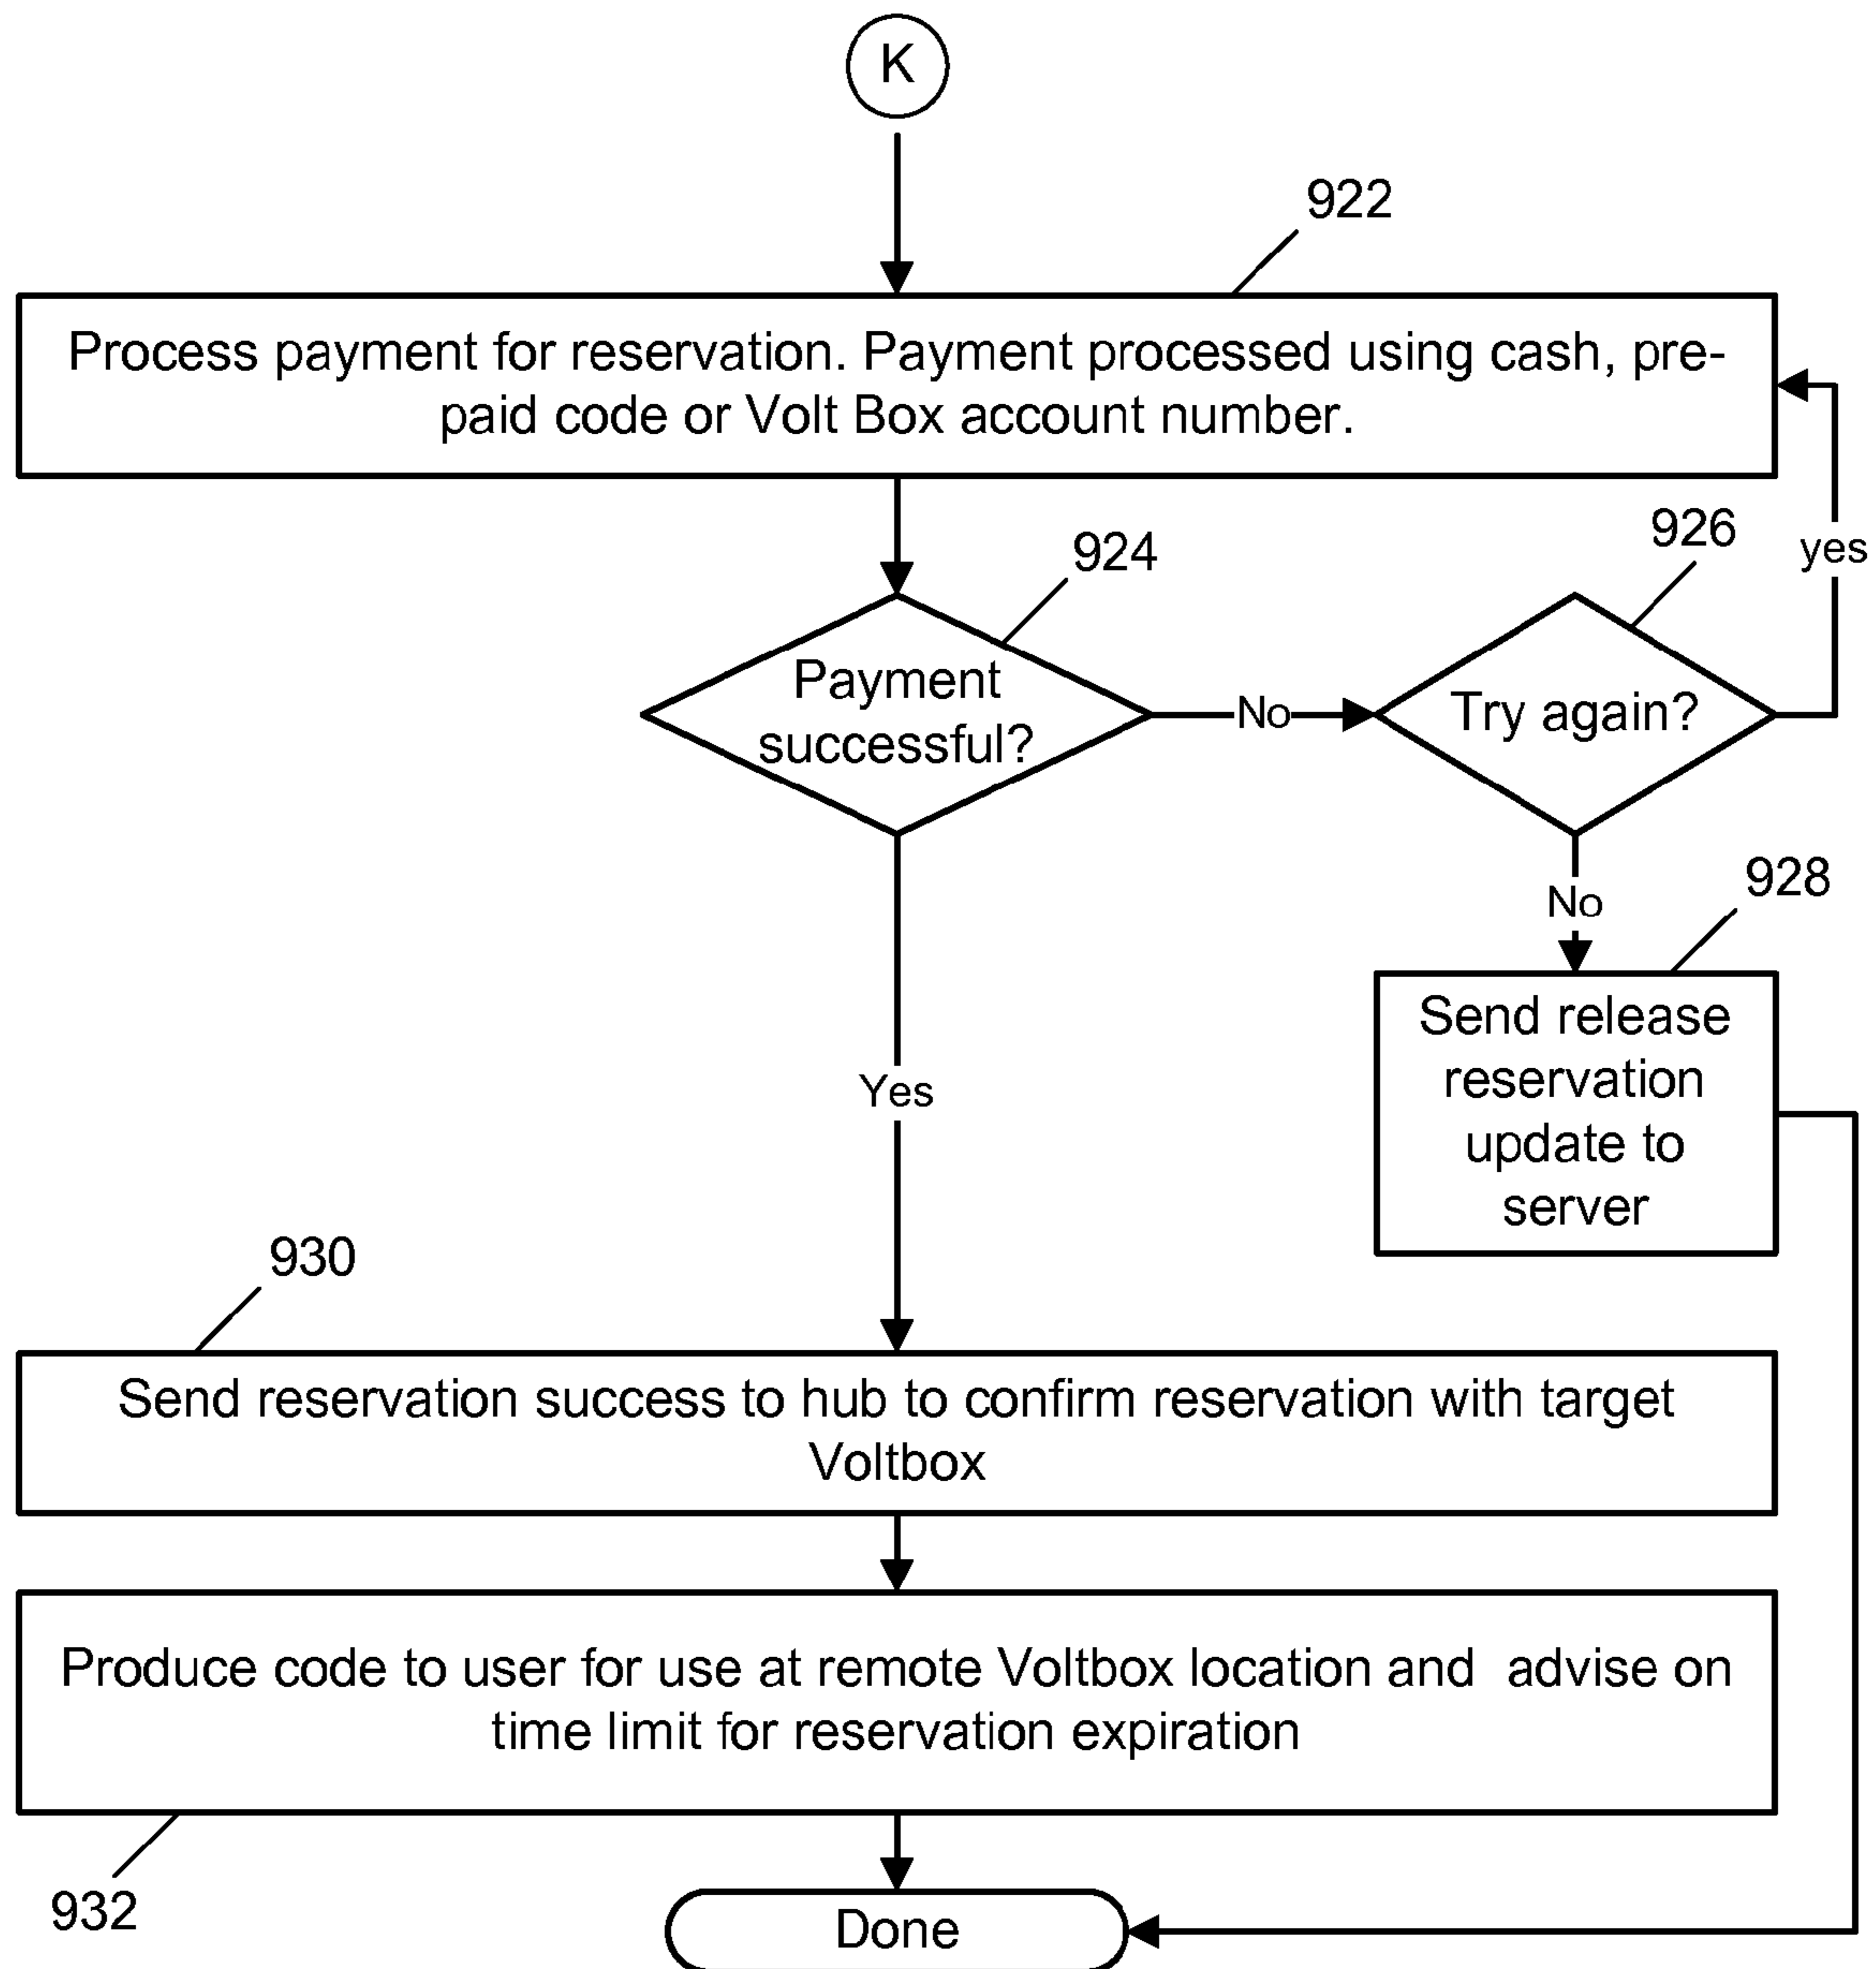 K
922
Process payment for reservation. Payment processed using cash, pre-
paid code or Volt Box account number.
924
926
yes
Payment
successful?
No
Try again?
No
928
Send release
reservation
update to
server
Yes
930
Send reservation success to hub to confirm reservation with target
Voltbox
Produce code to user for use at remote Voltbox location and  advise on
time limit for reservation expiration
932
Done